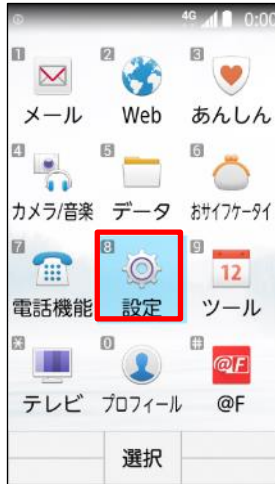 4G 0:00
1 2 3
メール Web あんしん
4 5 6
カメラ/音楽 データ おサイフケータイ
7 8 9
12
電話機能 設定 ツール
* 0 #
@F
テレビ プロフィール @F
選択